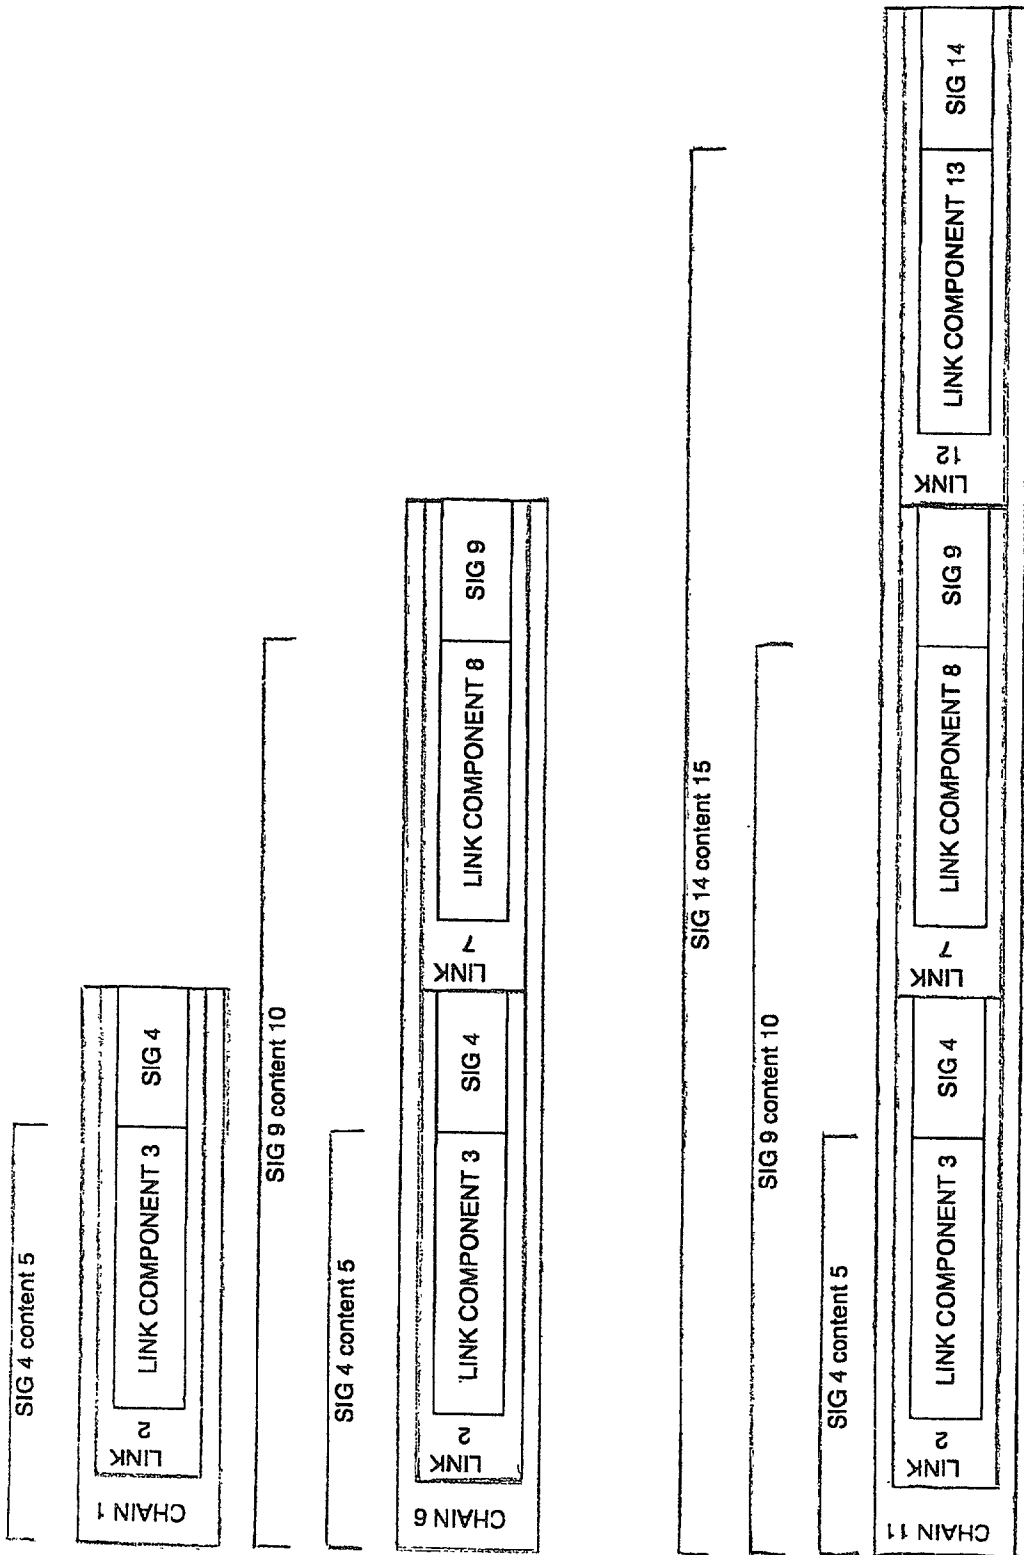 SIG 4 content 5
CHAIN 1
LINK 2
LINK COMPONENT 3
SIG 4
SIG 9 content 10
SIG 4 content 5
CHAIN 6
LINK 2
LINK COMPONENT 3
SIG 4
LINK 7
LINK COMPONENT 8
SIG 9
SIG 14 content 15
SIG 9 content 10
SIG 4 content 5
CHAIN 11
LINK 2
LINK COMPONENT 3
SIG 4
LINK 7
LINK COMPONENT 8
SIG 9
LINK 12
LINK COMPONENT 13
SIG 14